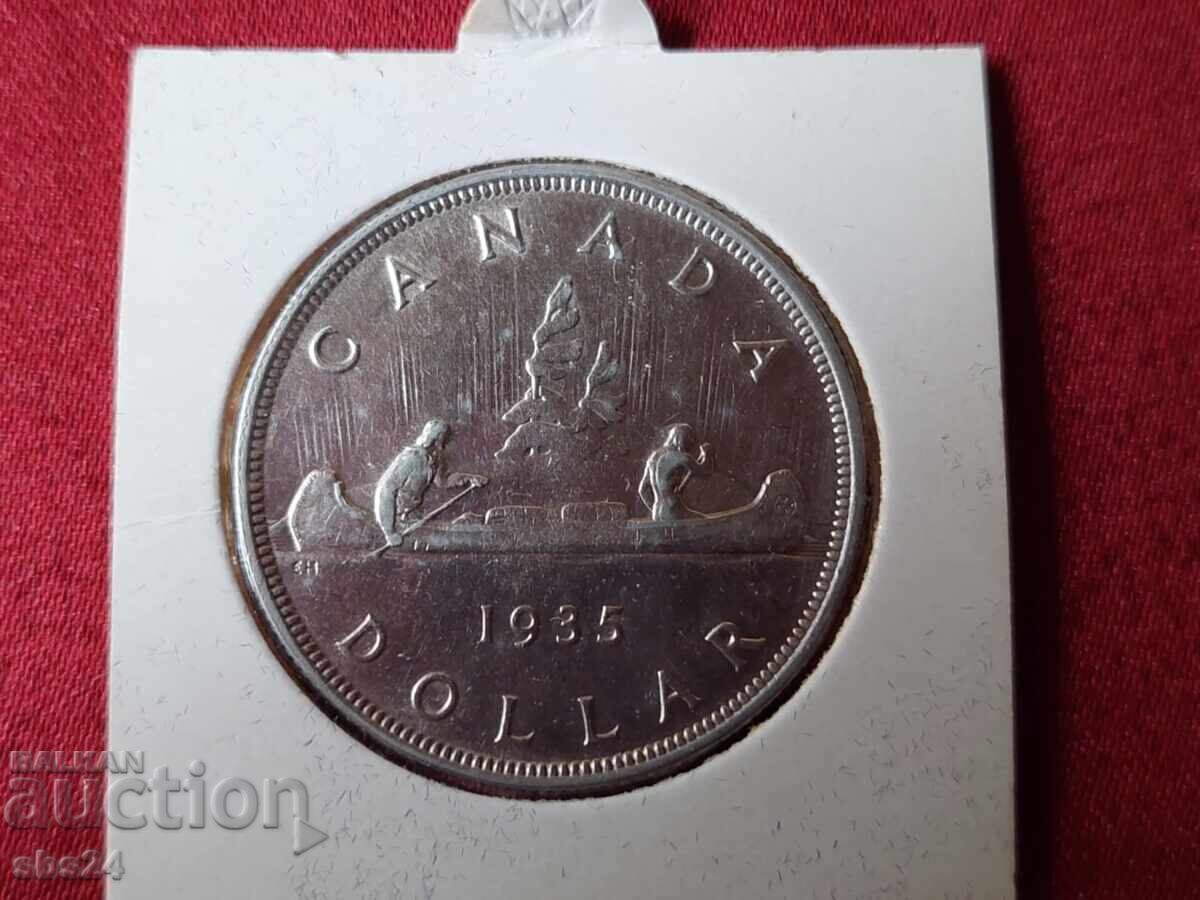 CANADA
EH
1935
DOLLAR
BALKAN
auction
sbs24